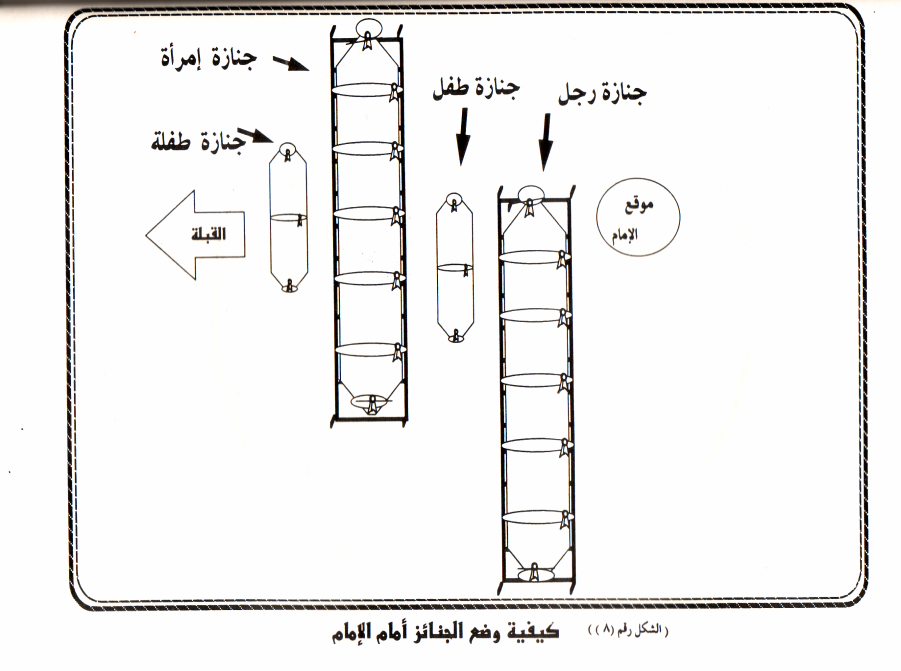 جنازة إمرأة
جنازة طفل
جنازة رجل
جنازة طفلة
موقع
الإمام
القبلة
(الشكل رقم (٨)) كيفية وضع الجنائز أمام الإمام